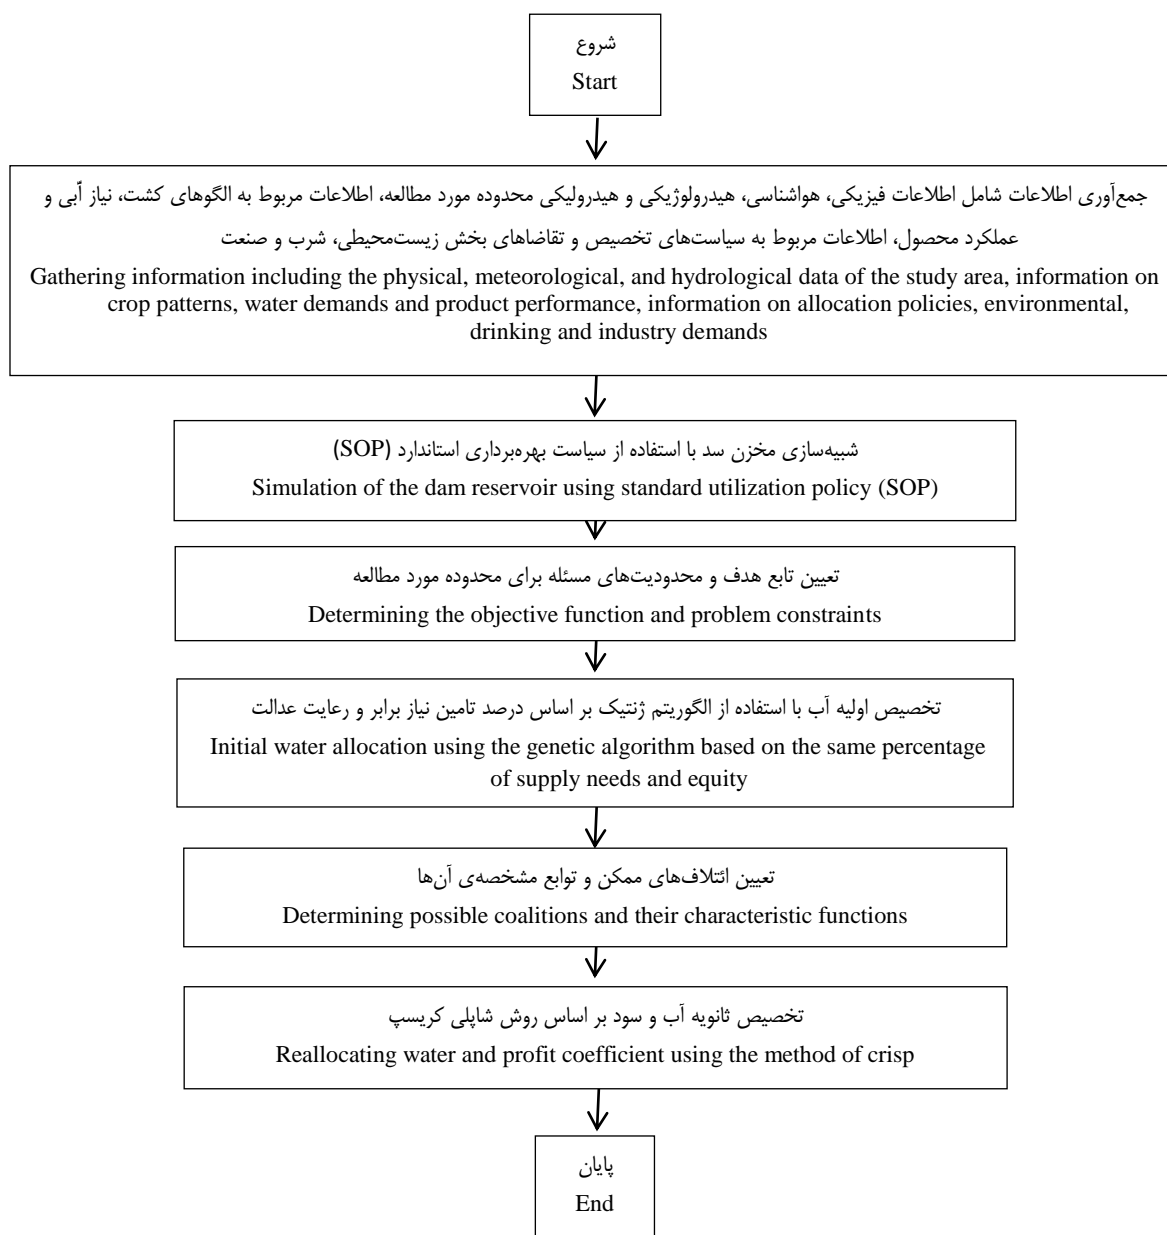 شروع
Start
جمع‌آوری اطلاعات شامل اطلاعات فیزیکی، هواشناسی، هیدرولوژیکی و هیدرولیکی محدوده مورد مطالعه، اطلاعات مربوط به الگوهای کشت، نیاز آبی و
عملکرد محصول، اطلاعات مربوط به سیاست‌های تخصیص و تقاضاهای بخش زیست‌محیطی، شرب و صنعت
Gathering information including the physical, meteorological, and hydrological data of the study area, information on
crop patterns, water demands and product performance, information on allocation policies, environmental,
drinking and industry demands
شبیه‌سازی مخزن سد با استفاده از سیاست بهره‌برداری استاندارد (SOP)
Simulation of the dam reservoir using standard utilization policy (SOP)
تعیین تابع هدف و محدودیت‌های مسئله برای محدوده مورد مطالعه
Determining the objective function and problem constraints
تخصیص اولیه آب با استفاده از الگوریتم ژنتیک بر اساس درصد تامین نیاز برابر و رعایت عدالت
Initial water allocation using the genetic algorithm based on the same percentage
of supply needs and equity
تعیین ائتلاف‌های ممکن و توابع مشخصه‌ی آن‌ها
Determining possible coalitions and their characteristic functions
تخصیص ثانویه آب و سود بر اساس روش شاپلی کریسپ
Reallocating water and profit coefficient using the method of crisp
پایان
End